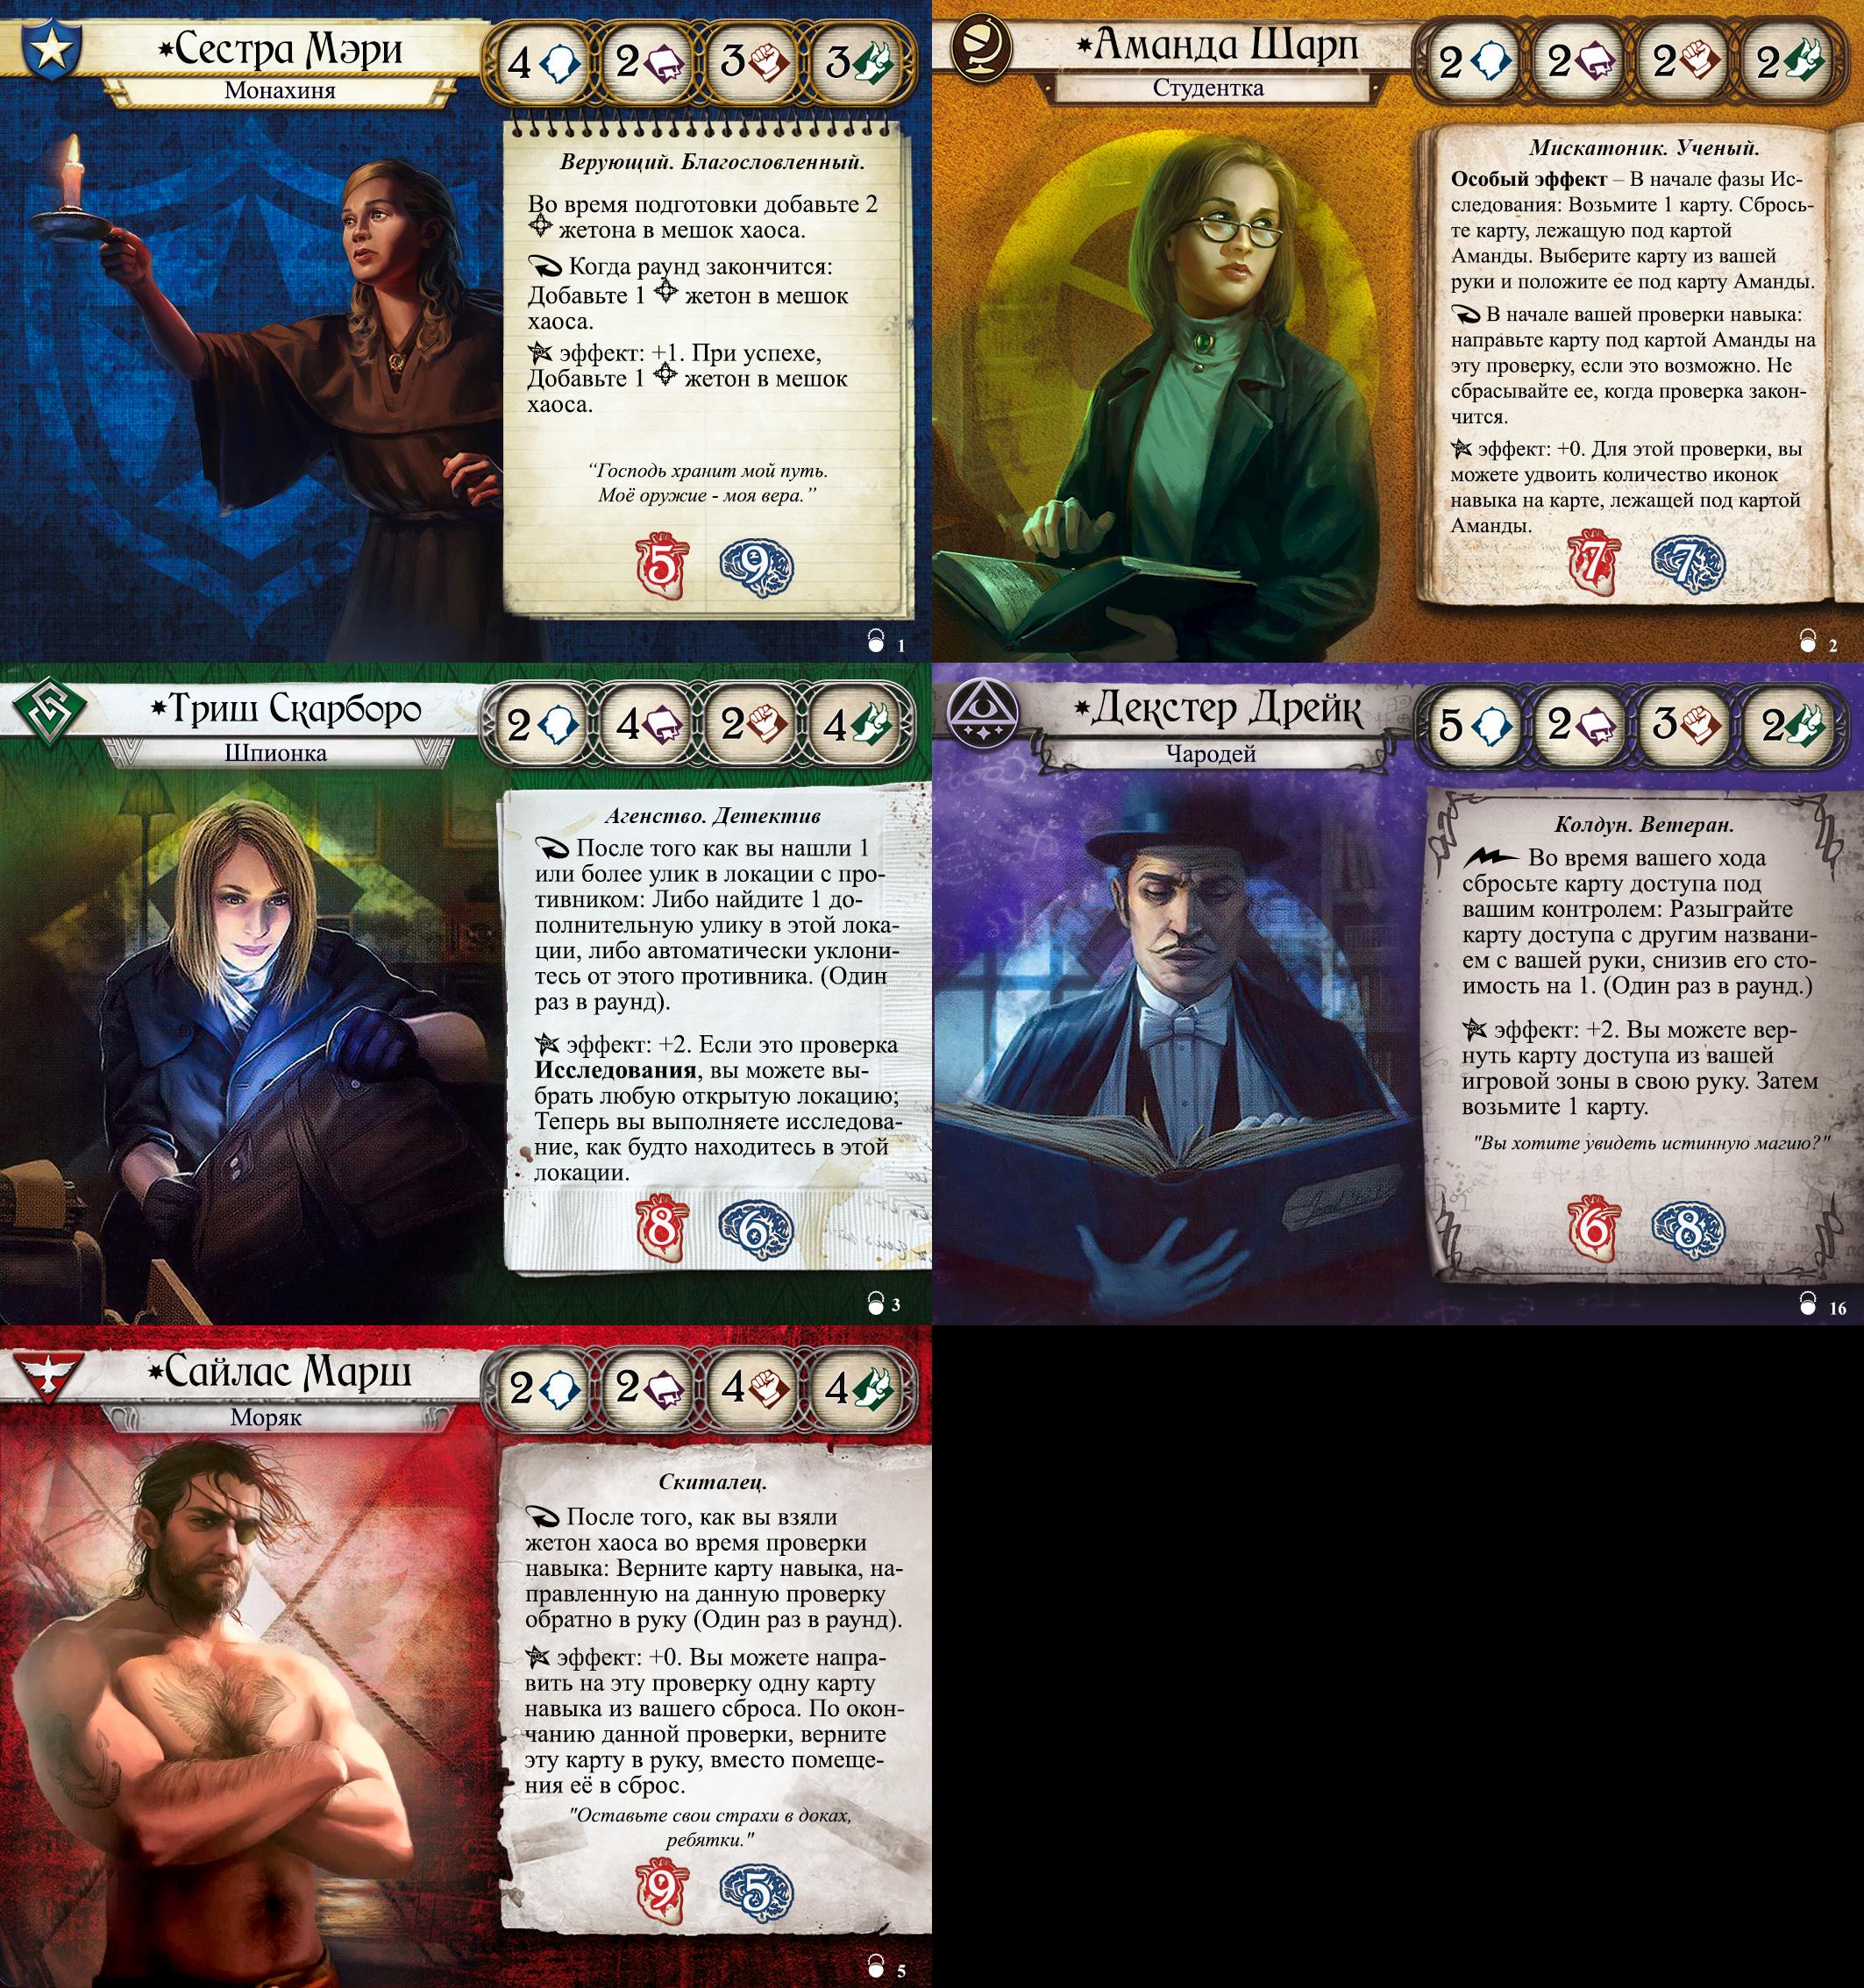 Сестра Мэри
Монахиня
4 2 3 3
Верующий. Благословленный.
Во время подготовки добавьте 2
жетона в мешок хаоса.
Когда раунд закончится:
Добавьте 1 жетон в мешок
хаоса.
эффект: +1. При успехе,
Добавьте 1 жетон в мешок
хаоса.
“Господь хранит мой путь.
Моё оружие - моя вера.”
5 9
1
Аманда Шарп
Студентка
2 2 2 2
Мискатоник. Ученый.
Особый эффект – В начале фазы Ис-
следования: Возьмите 1 карту. Сбрось-
те карту, лежащую под картой
Аманды. Выберите карту из вашей
руки и положите ее под карту Аманды.
В начале вашей проверки навыка:
направьте карту под картой Аманды на
эту проверку, если это возможно. Не
сбрасывайте ее, когда проверка закон-
чится.
эффект: +0. Для этой проверки, вы
можете удвоить количество иконок
навыка на карте, лежащей под картой
Аманды.
7 7
2
Триш Скарборо
Шпионка
2 4 2 4
Агенство. Детектив
После того как вы нашли 1
или более улик в локации с про-
тивником: Либо найдите 1 до-
полнительную улику в этой лока-
ции, либо автоматически уклони-
тесь от этого противника. (Один
раз в раунд).
эффект: +2. Если это проверка
Исследования, вы можете вы-
брать любую открытую локацию;
Теперь вы выполняете исследова-
ние, как будто находитесь в этой
локации.
8 6
3
Декстер Дрейк
Чародей
5 2 3 2
Колдун. Ветеран.
Во время вашего хода
сбросьте карту доступа под
вашим контролем: Разыграйте
карту доступа с другим названи-
ем с вашей руки, снизив его сто-
имость на 1. (Один раз в раунд.)
эффект: +2. Вы можете вер-
нуть карту доступа из вашей
игровой зоны в свою руку. Затем
возьмите 1 карту.
"Вы хотите увидеть истинную магию?"
6 8
16
Сайлас Марш
Моряк
2 2 4 4
Скиталец.
После того, как вы взяли
жетон хаоса во время проверки
навыка: Верните карту навыка, на-
правленную на данную проверку
обратно в руку (Один раз в раунд).
эффект: +0. Вы можете напра-
вить на эту проверку одну карту
навыка из вашего сброса. По окон-
чанию данной проверки, верните
эту карту в руку, вместо помеще-
ния её в сброс.
"Оставьте свои страхи в доках,
ребятки."
9 5
5